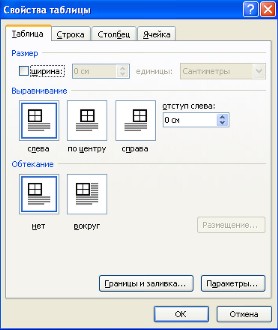 Свойства таблицы
Таблица Строка Столбец Ячейка
Размер
ширина: 0 см единицы: Сантиметры
Выравнивание
отступ слева:
0 см
слева по центру справа
Обтекание
нет вокруг
Размещение...
Границы и заливка... Параметры...
ОК Отмена